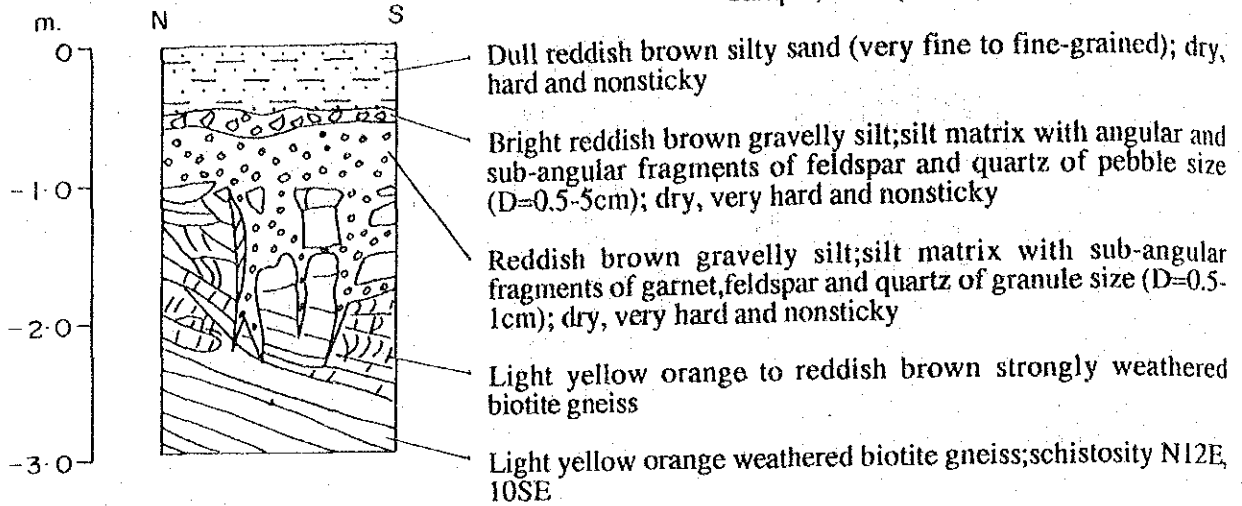 m.
N
S
0
-1·0
-2·0
-3·0
Dull reddish brown silty sand (very fine to fine-grained); dry,
hard and nonsticky
Bright reddish brown gravelly silt;silt matrix with angular and
sub-angular fragments of feldspar and quartz of pebble size
(D=0.5-5cm); dry, very hard and nonsticky
Reddish brown gravelly silt;silt matrix with sub-angular
fragments of garnet,feldspar and quartz of granule size (D=0.5-
1cm); dry, very hard and nonsticky
Light yellow orange to reddish brown strongly weathered
biotite gneiss
Light yellow orange weathered biotite gneiss;schistosity N12E,
10SE